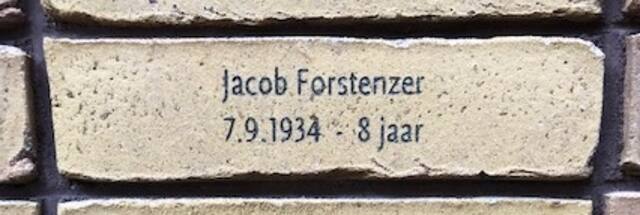 Jacob Forstenzer
7.9.1934 - 8 jaar